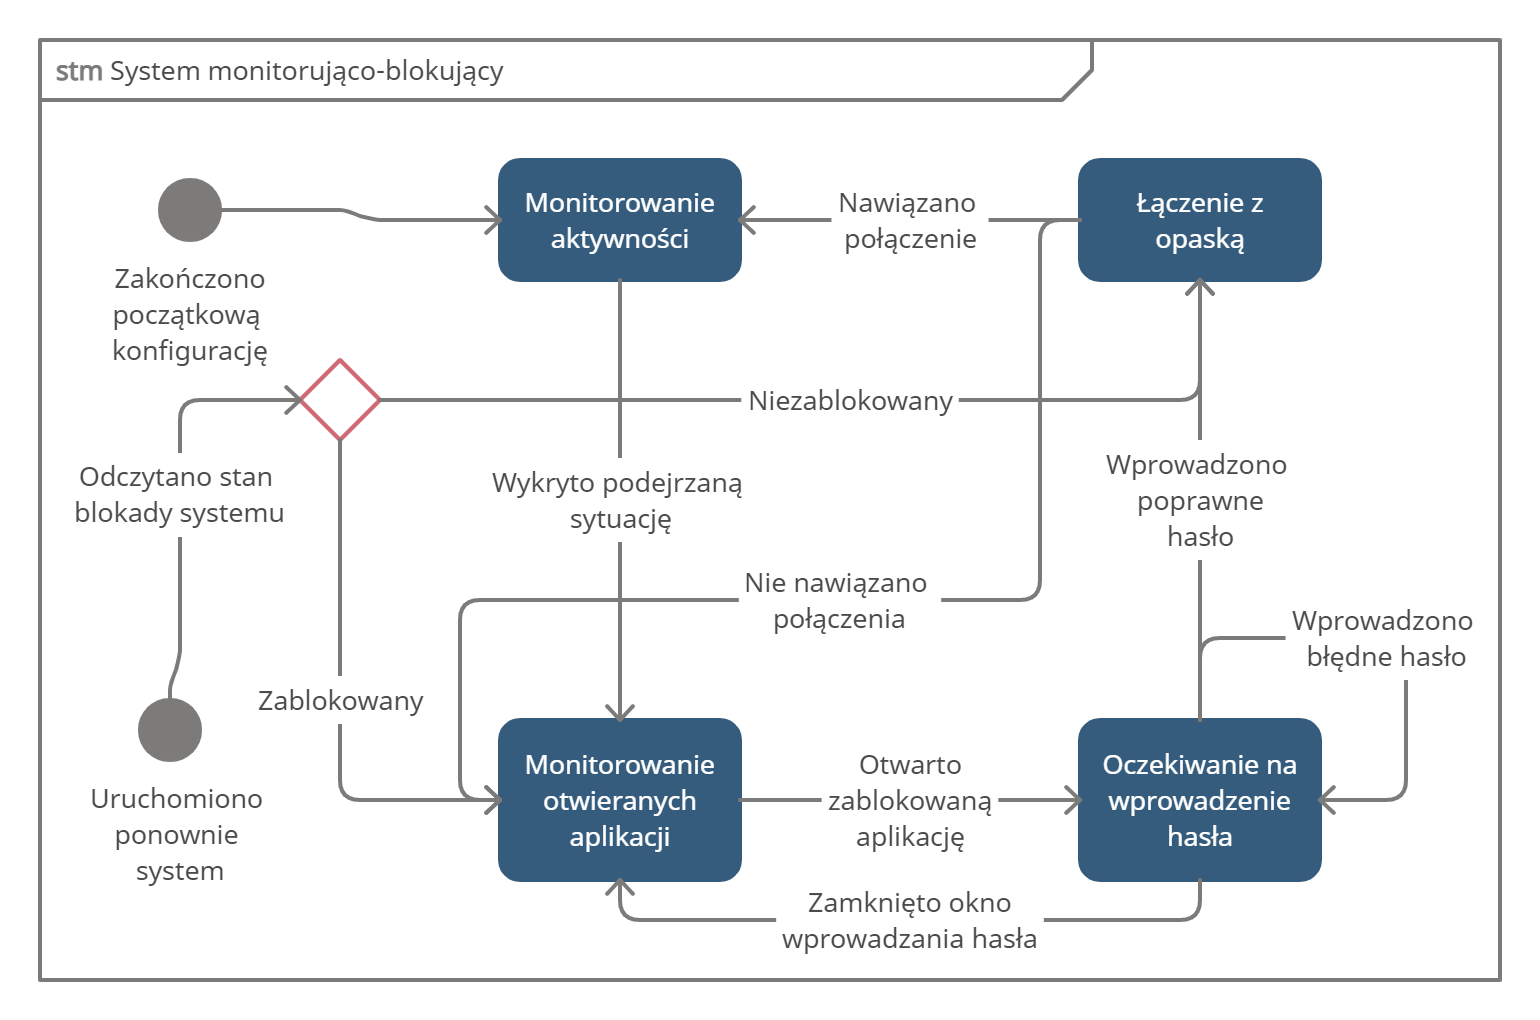 stm System monitorująco-blokujący
Monitorowanie
aktywności
Nawiązano
połączenie
Łączenie z
opaską
Zakończono
początkową
konfigurację
Niezablokowany
Odczytano stan
blokady systemu
Wykryto podejrzaną
sytuację
Wprowadzono
poprawne
hasło
Nie nawiązano
połączenia
Wprowadzono
błędne hasło
Zablokowany
Uruchomiono
ponownie
system
Monitorowanie
otwieranych
aplikacji
Otwarto
zablokowaną
aplikację
Oczekiwanie na
wprowadzenie
hasła
Zamknięto okno
wprowadzania hasła